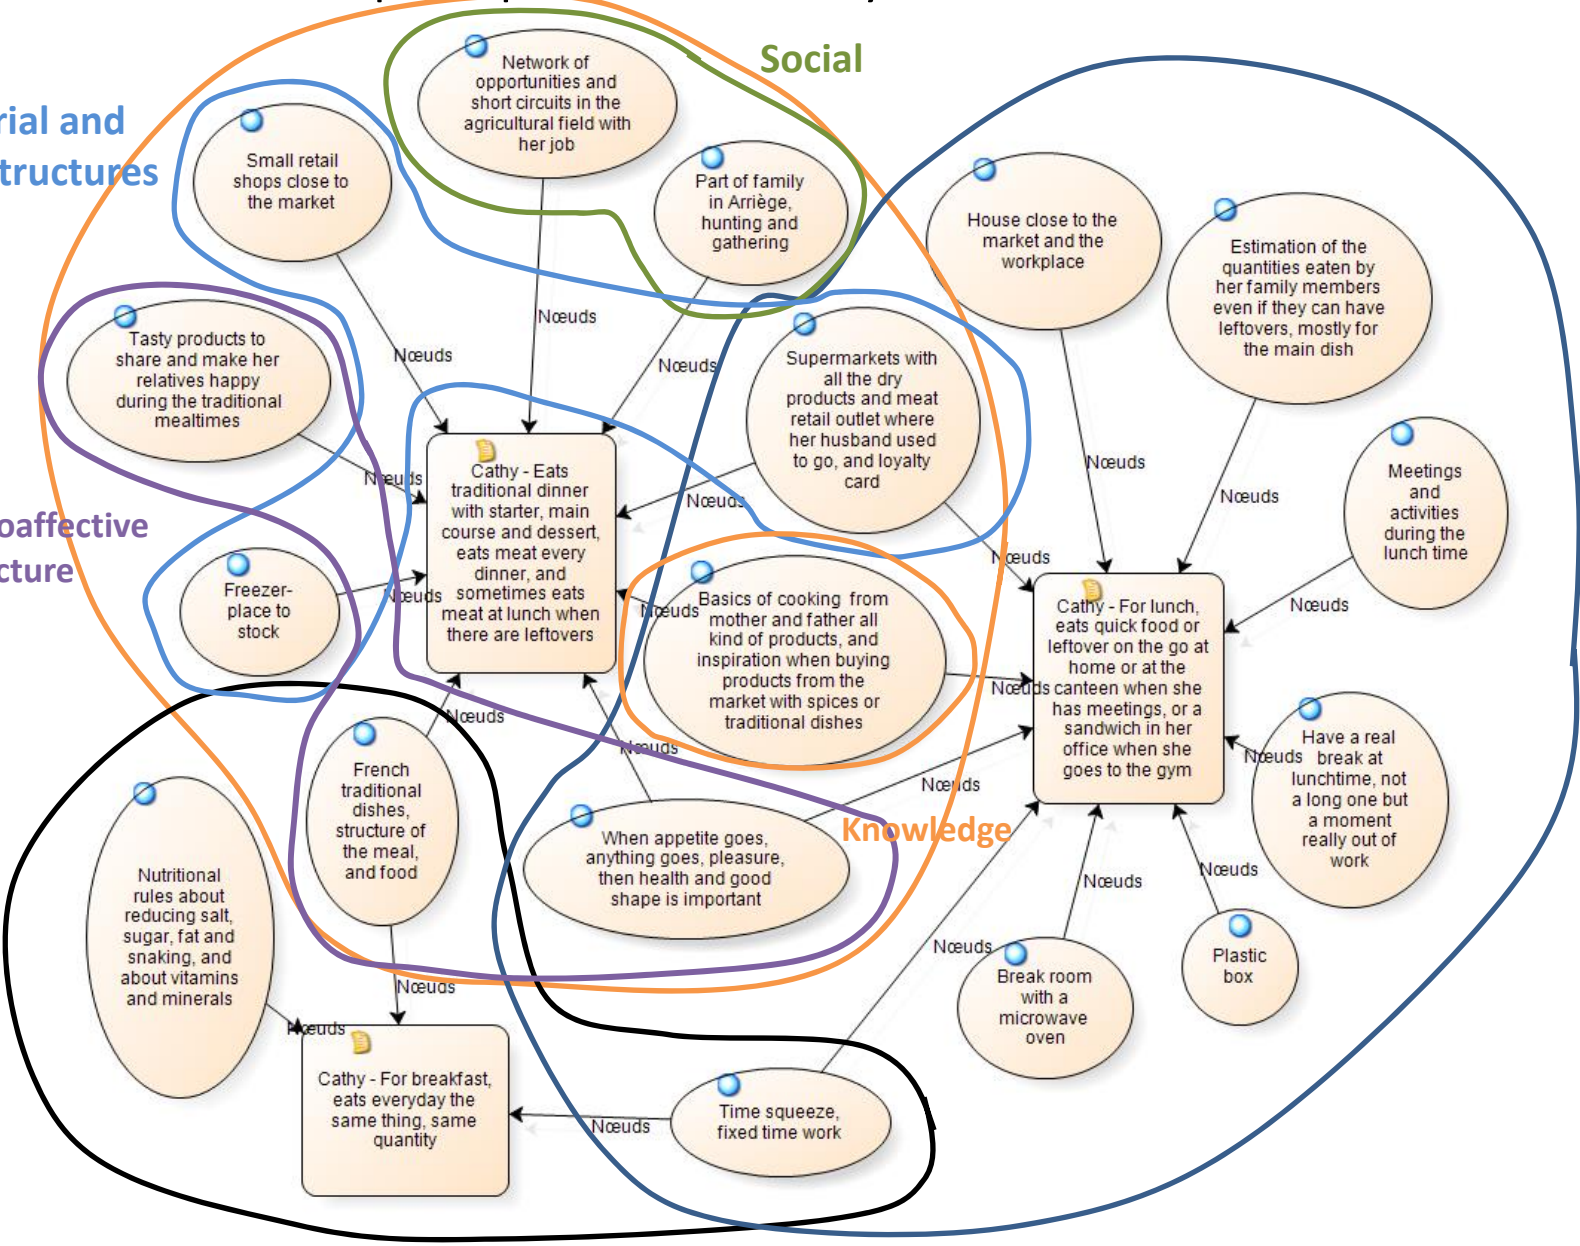 Social
rial and
tructures
Network of
opportunities and
short circuits in the
agricultural field with
her job
Small retail
shops close to
the market
Part of family
in Arriège,
hunting and
gathering
House close to the
market and the
workplace
Estimation of the
quantities eaten by
her family members
even if they can have
leftovers, mostly for
the main dish
Nœuds
Nœuds
Nœuds
Tasty products to
share and make her
relatives happy
during the traditional
mealtimes
Supermarkets with
all the dry
products and meat
retail outlet where
her husband used
to go, and loyalty
card
Nœuds
Nœuds
Nœuds
Nœuds
Meetings
and
activities
during the
lunch time
Cathy - Eats
traditional dinner
with starter, main
course and dessert,
eats meat every
dinner, and
sometimes eats
meat at lunch when
there are leftovers
oaffective
cture
Freezer-
place to
stock
Nœuds
Nœuds
Nœuds
Nœuds
Basics of cooking from
mother and father all
kind of products, and
inspiration when buying
products from the
market with spices or
traditional dishes
Cathy - For lunch,
eats quick food or
leftover on the go at
home or at the
canteen when she
has meetings, or a
sandwich in her
office when she
goes to the gym
Nœuds
Nœuds
Nœuds
Nœuds
Nœuds
Have a real
break at
lunchtime, not
a long one but
a moment
really out of
work
French
traditional
dishes,
structure of
the meal,
and food
When appetite goes,
anything goes, pleasure,
then health and good
shape is important
Knowledge
Nutritional
rules about
reducing salt,
sugar, fat and
snaking, and
about vitamins
and minerals
Nœuds
Nœuds
Nœuds
Plastic
box
Break room
with a
microwave
oven
Nœuds
Nœuds
Cathy - For breakfast,
eats everyday the
same thing, same
quantity
Nœuds
Time squeeze,
fixed time work